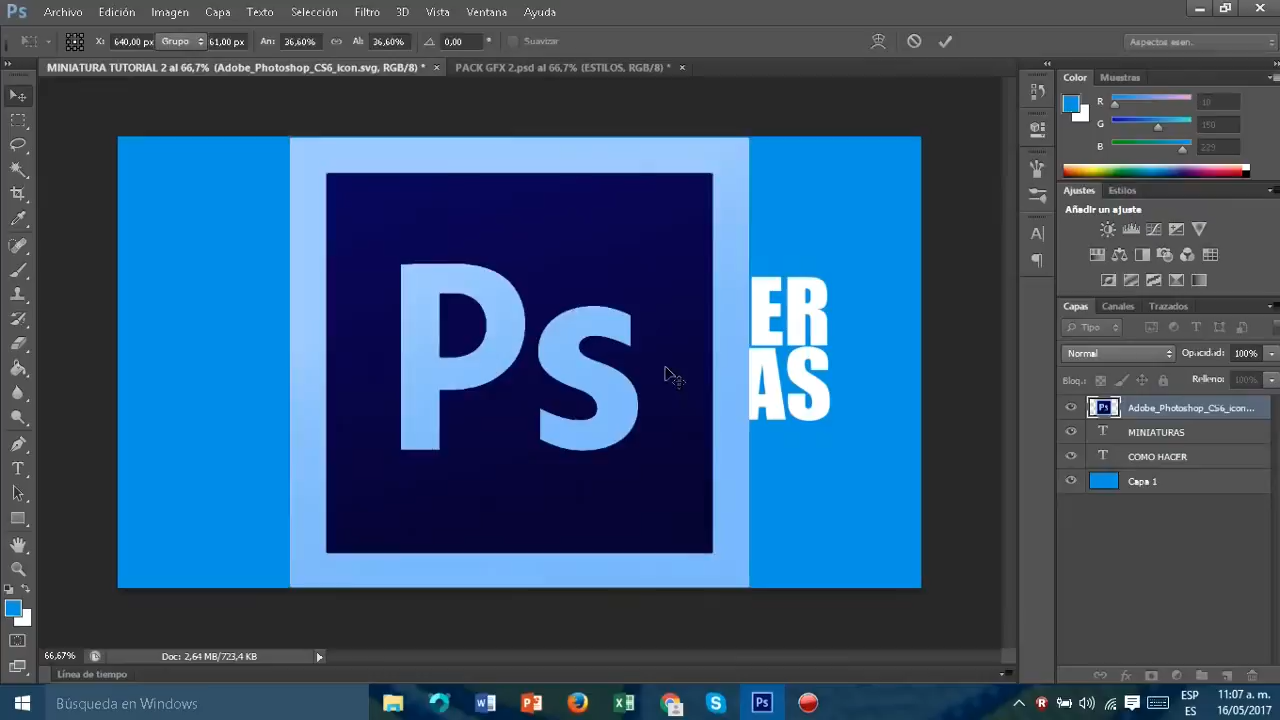 Ps Archivo Edición Imagen Capa Texto Selección Filtro 3D Vista Ventana Ayuda
X: 640,00 px Grupo 61,00 px An: 36,60% Al: 36,60% 0,00 ° Suavizar Aspectos esen..
MINIATURA TUTORIAL 2 al 66,7% (Adobe_Photoshop_CS6_icon.svg, RGB/8) * × PACK GFX 2.psd al 66,7% (ESTILOS, RGB/8) * ×
Color Muestras
R 10
G 150
B 229
Ajustes Estilos
Añadir un ajuste
Capas Canales Trazados
Tipo
Normal Opacidad: 100%
Bloq.: Relleno: 100%
Adobe_Photoshop_CS6_icon...
T MINIATURAS
T COMO HACER
Capa 1
Ps
ER
AS
66,67% Doc: 2,64 MB/723,4 KB
Línea de tiempo
Búsqueda en Windows
ESP
ES
11:07 a. m.
16/05/2017